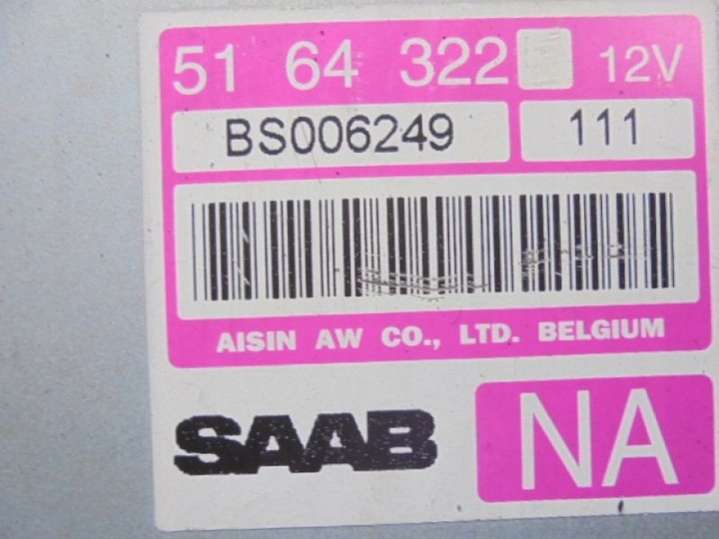 51 64 322 12V
BS006249 111
AISIN AW CO., LTD. BELGIUM
SAAB NA